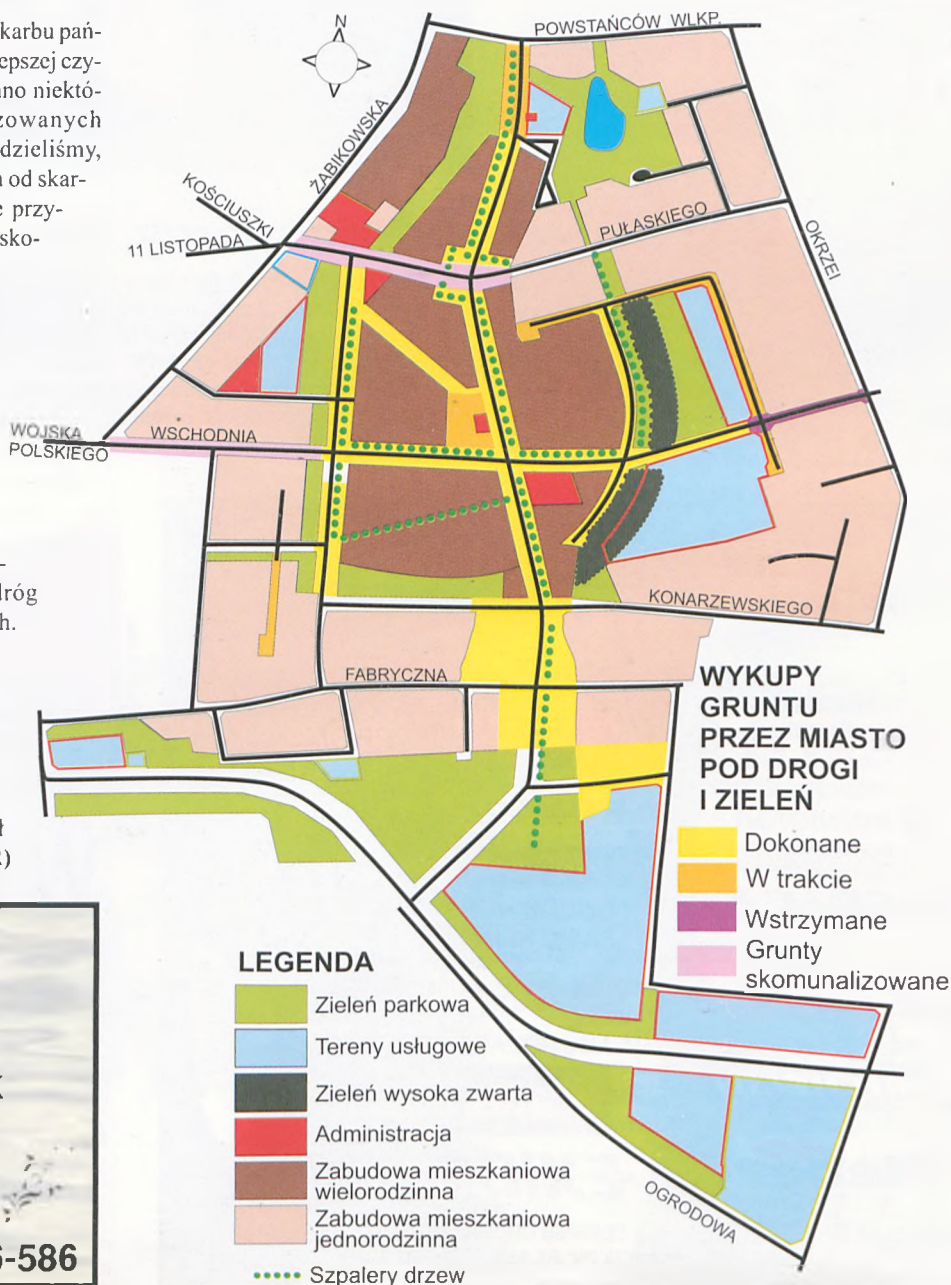 karbu pań-
epszej czy-
no niektó-
zowanych
dzieliśmy,
od skar-
e przy-
sko-
-
dróg
h.
ł
)
5-586
N
POWSTAŃCÓW WLKP.
ŻABIKOWSKA
KOŚCIUSZKI
11 LISTOPADA
PUŁASKIEGO
OKRZEI
WOJSKA
POLSKIEGO
WSCHODNIA
KONARZEWSKIEGO
FABRYCZNA
OGRODOWA
WYKUPY
GRUNTU
PRZEZ MIASTO
POD DROGI
I ZIELEŃ
Dokonane
W trakcie
Wstrzymane
Grunty
skomunalizowane
LEGENDA
Zieleń parkowa
Tereny usługowe
Zieleń wysoka zwarta
Administracja
Zabudowa mieszkaniowa
wielorodzinna
Zabudowa mieszkaniowa
jednorodzinna
Szpalery drzew